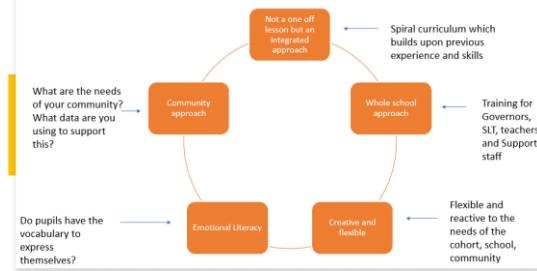 Not a one off
lesson but an
integrated
approach
Spiral curriculum which
builds upon previous
experience and skills
What are the needs
of your community?
What data are you
using to support
this?
Community
approach
Whole school
approach
Training for
Governors,
SLT, teachers
and Support
staff
Do pupils have the
vocabulary to
express
themselves?
Emotional Literacy
Creative and
flexible
Flexible and
reactive to the
needs of the
cohort, school,
community